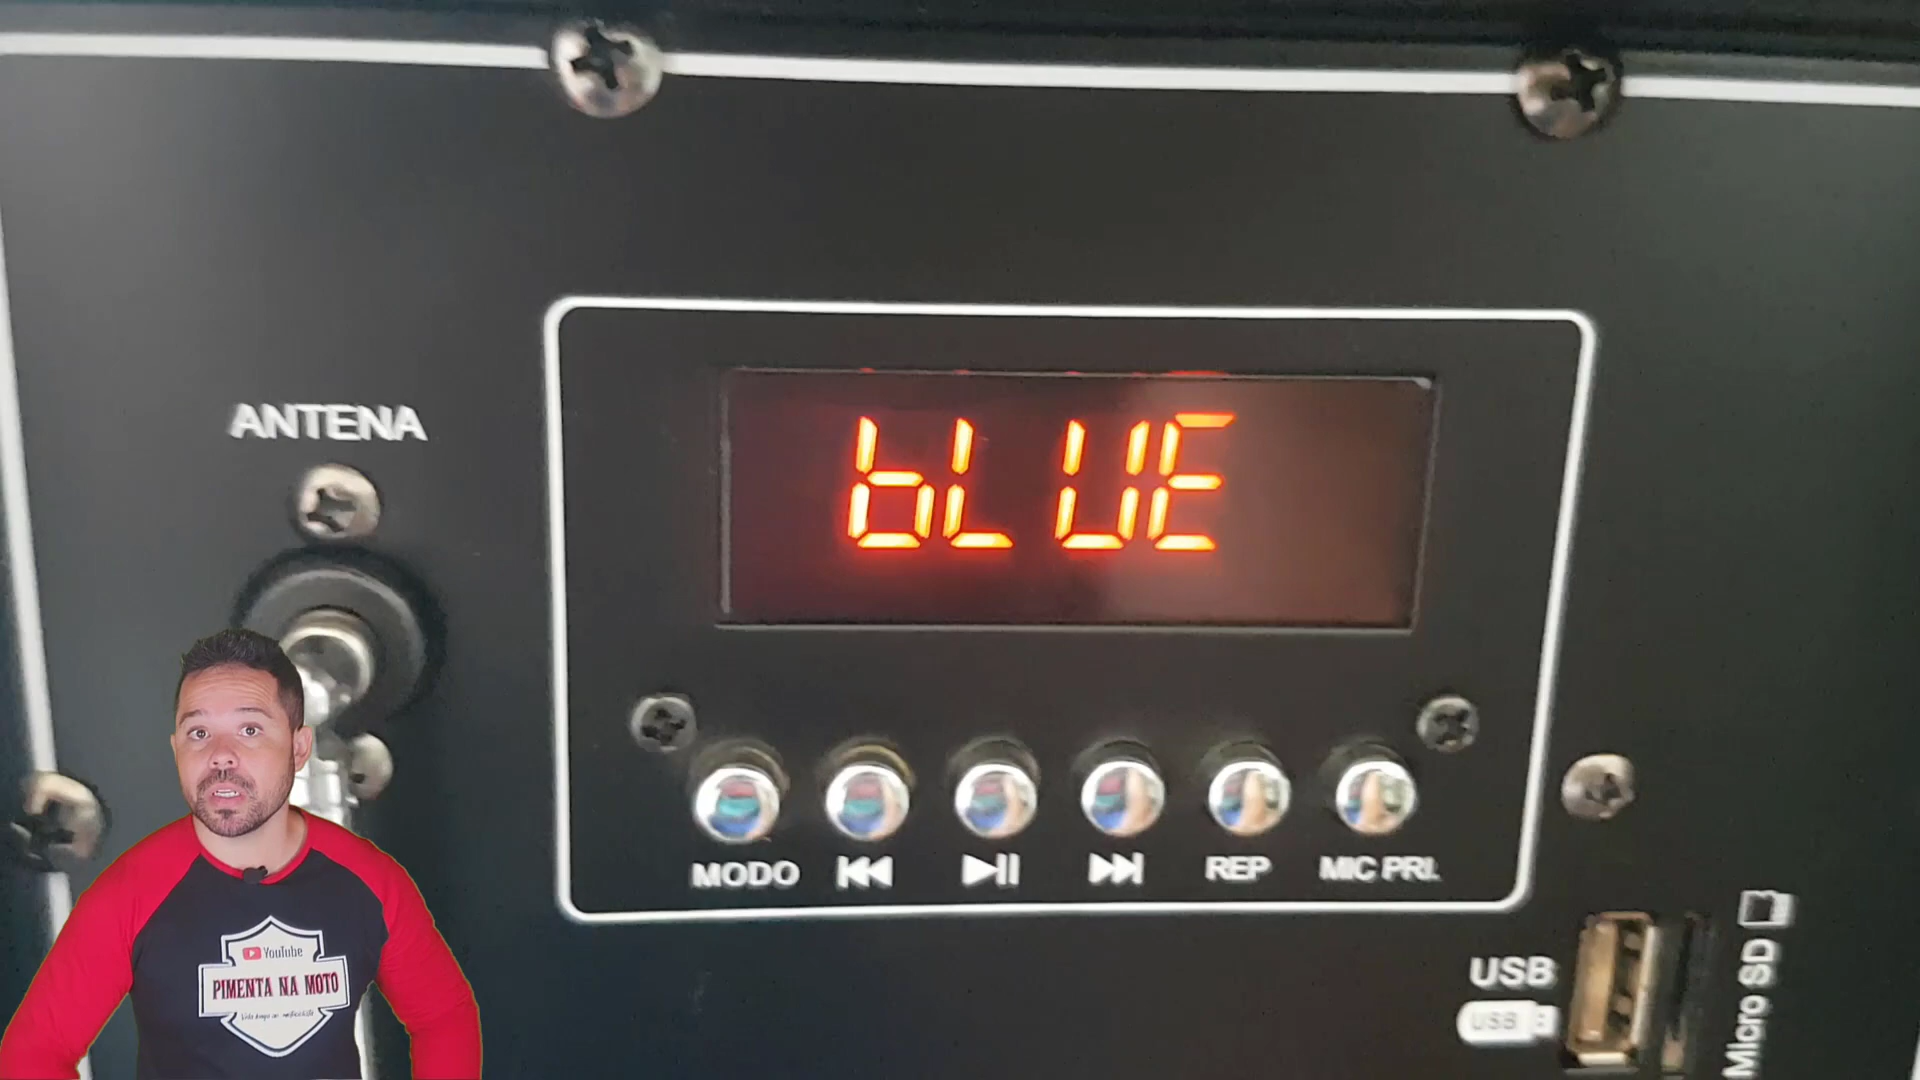 ANTENA
bLUE
MODO
REP
MIC PRI.
USB
USB
Micro SD
YouTube
PIMENTA NA MOTO